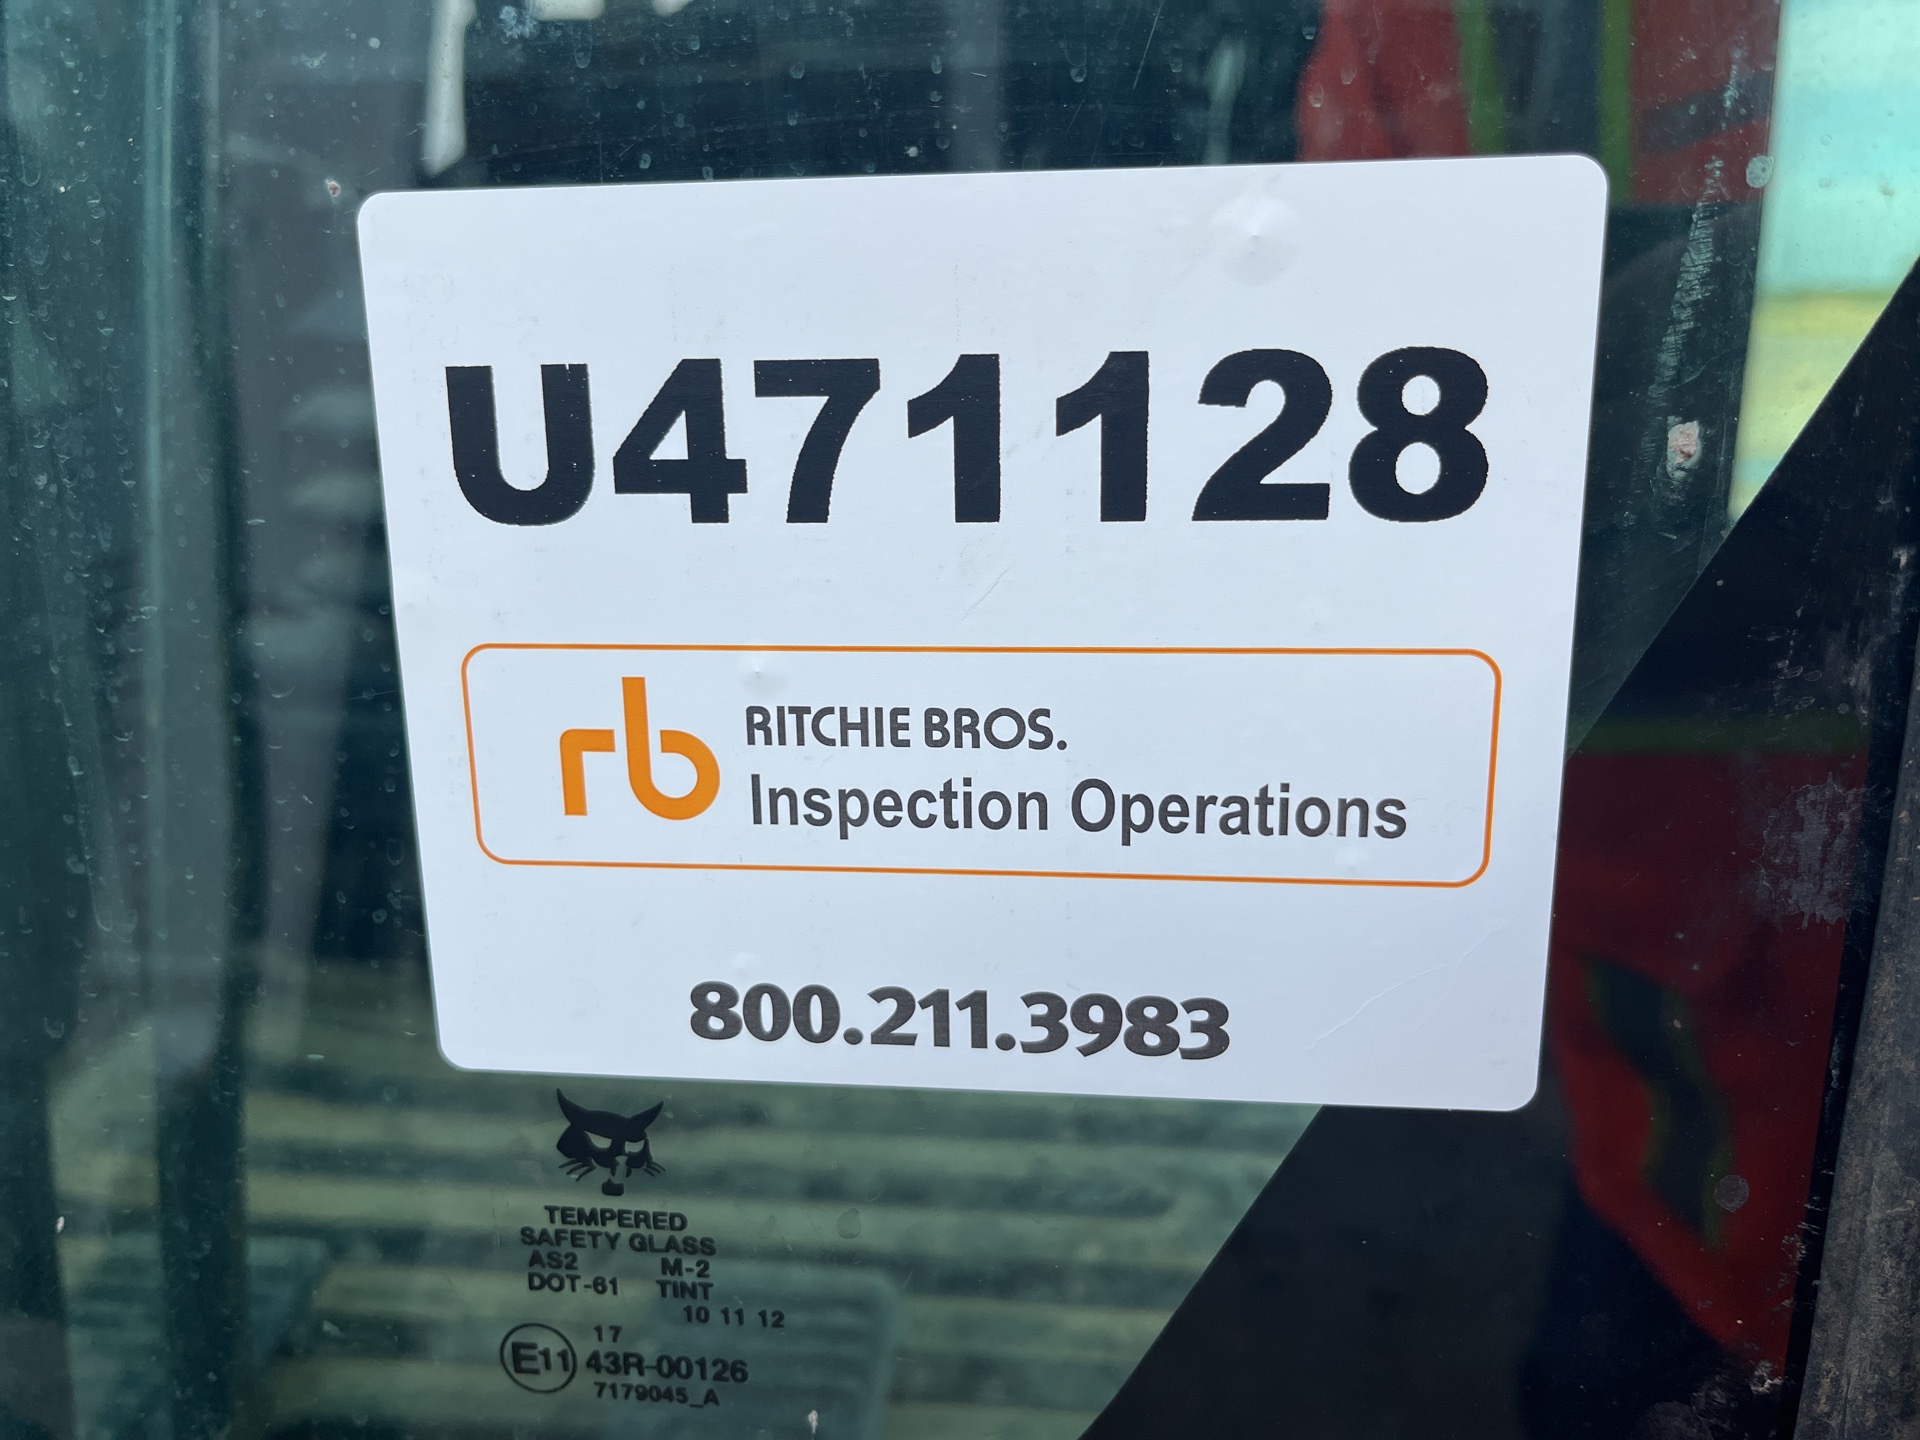 U471128
rb RITCHIE BROS.
Inspection Operations
800.211.3983
TEMPERED
SAFETY GLASS
AS2 M-2
DOT-61 TINT
10 11 12
17
E11 43R-00126
7179045_A